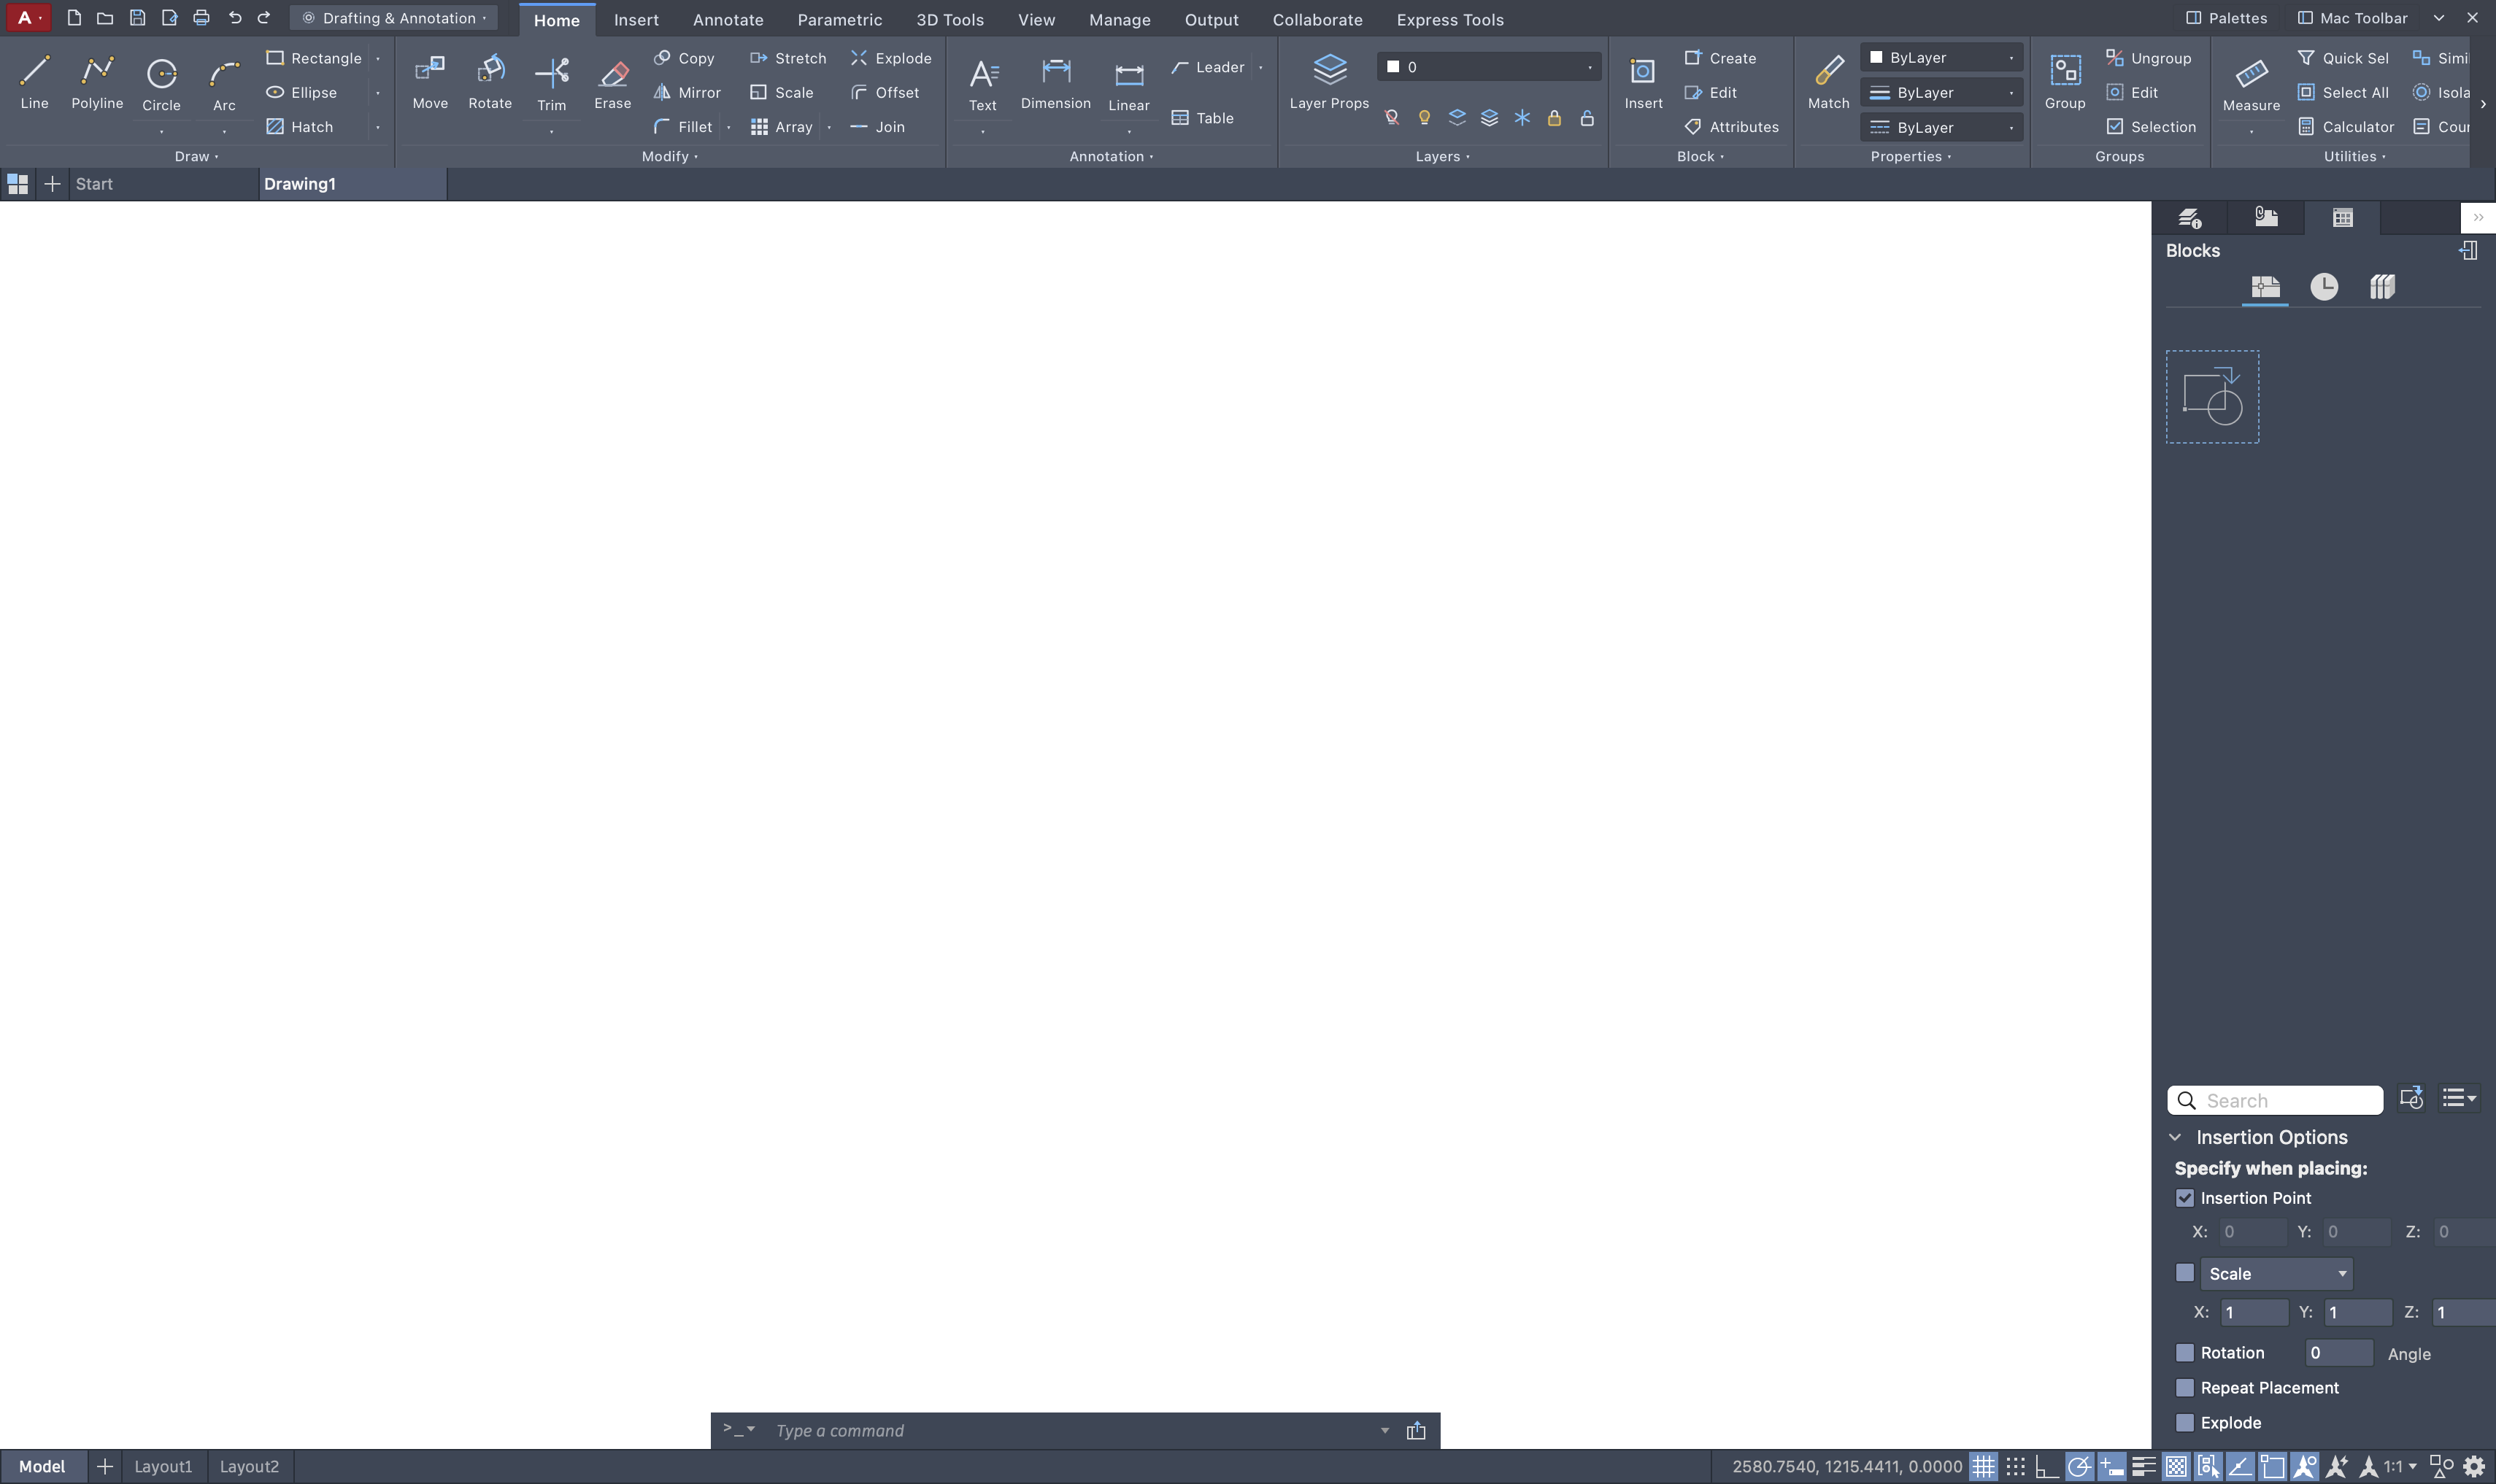 A Drafting & Annotation Home Insert Annotate Parametric 3D Tools View Manage Output Collaborate Express Tools Palettes Mac Toolbar
Line Polyline Circle Arc
Rectangle
Ellipse
Hatch
Draw
Move Rotate Trim Erase
Copy Stretch Explode
Mirror Scale Offset
Fillet Array Join
Modify
Text Dimension Linear
Leader
Table
Annotation
Layer Props
0
Layers
Insert
Create
Edit
Attributes
Block
Match
ByLayer
ByLayer
ByLayer
Properties
Group
Ungroup
Edit
Selection
Groups
Measure
Quick Sel Simi
Select All Isola
Calculator Cour
Utilities
Start Drawing1
Blocks
Search
Insertion Options
Specify when placing:
Insertion Point
X: 0 Y: 0 Z: 0
Scale
X: 1 Y: 1 Z: 1
Rotation 0 Angle
Repeat Placement
Explode
>_ Type a command
Model Layout1 Layout2 2580.7540, 1215.4411, 0.0000 1:1